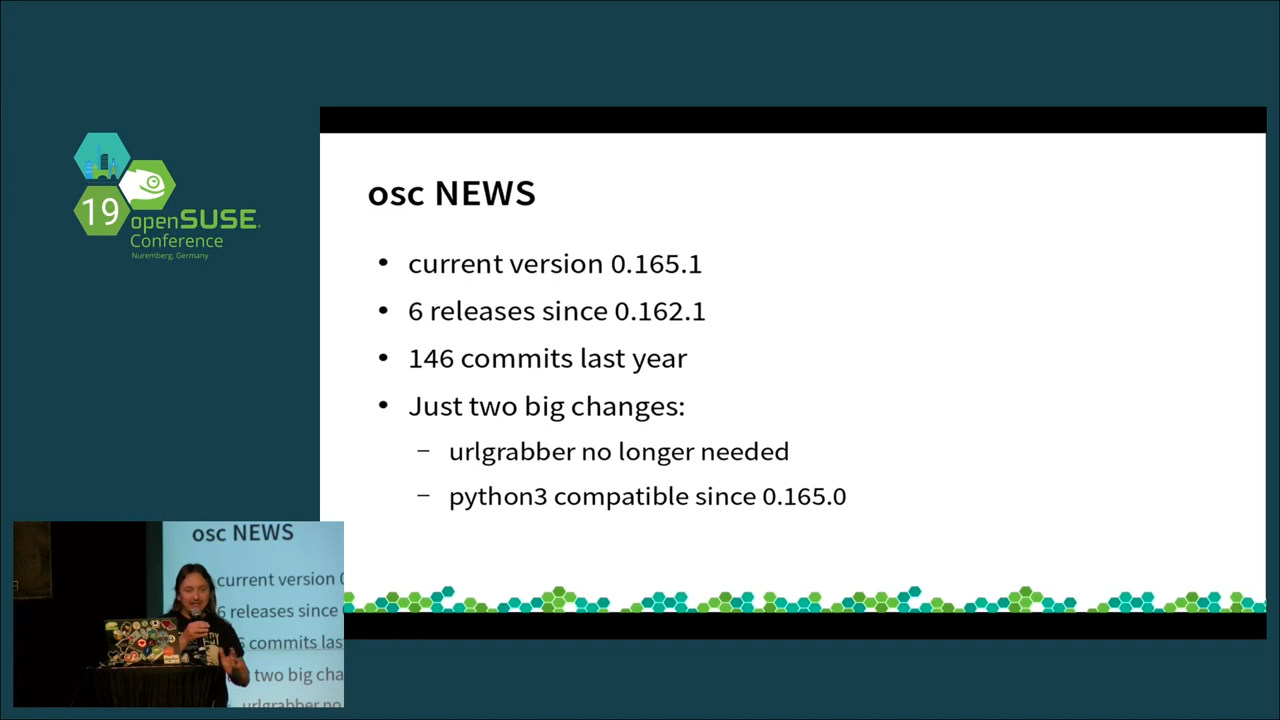 19
openSUSE
Conference
Nuremberg, Germany
osc NEWS
• current version 0.165.1
• 6 releases since 0.162.1
• 146 commits last year
• Just two big changes:
– urlgrabber no longer needed
– python3 compatible since 0.165.0
osc NEWS
current version
6 releases since
6 commits las
two big cha
urlgrabber no